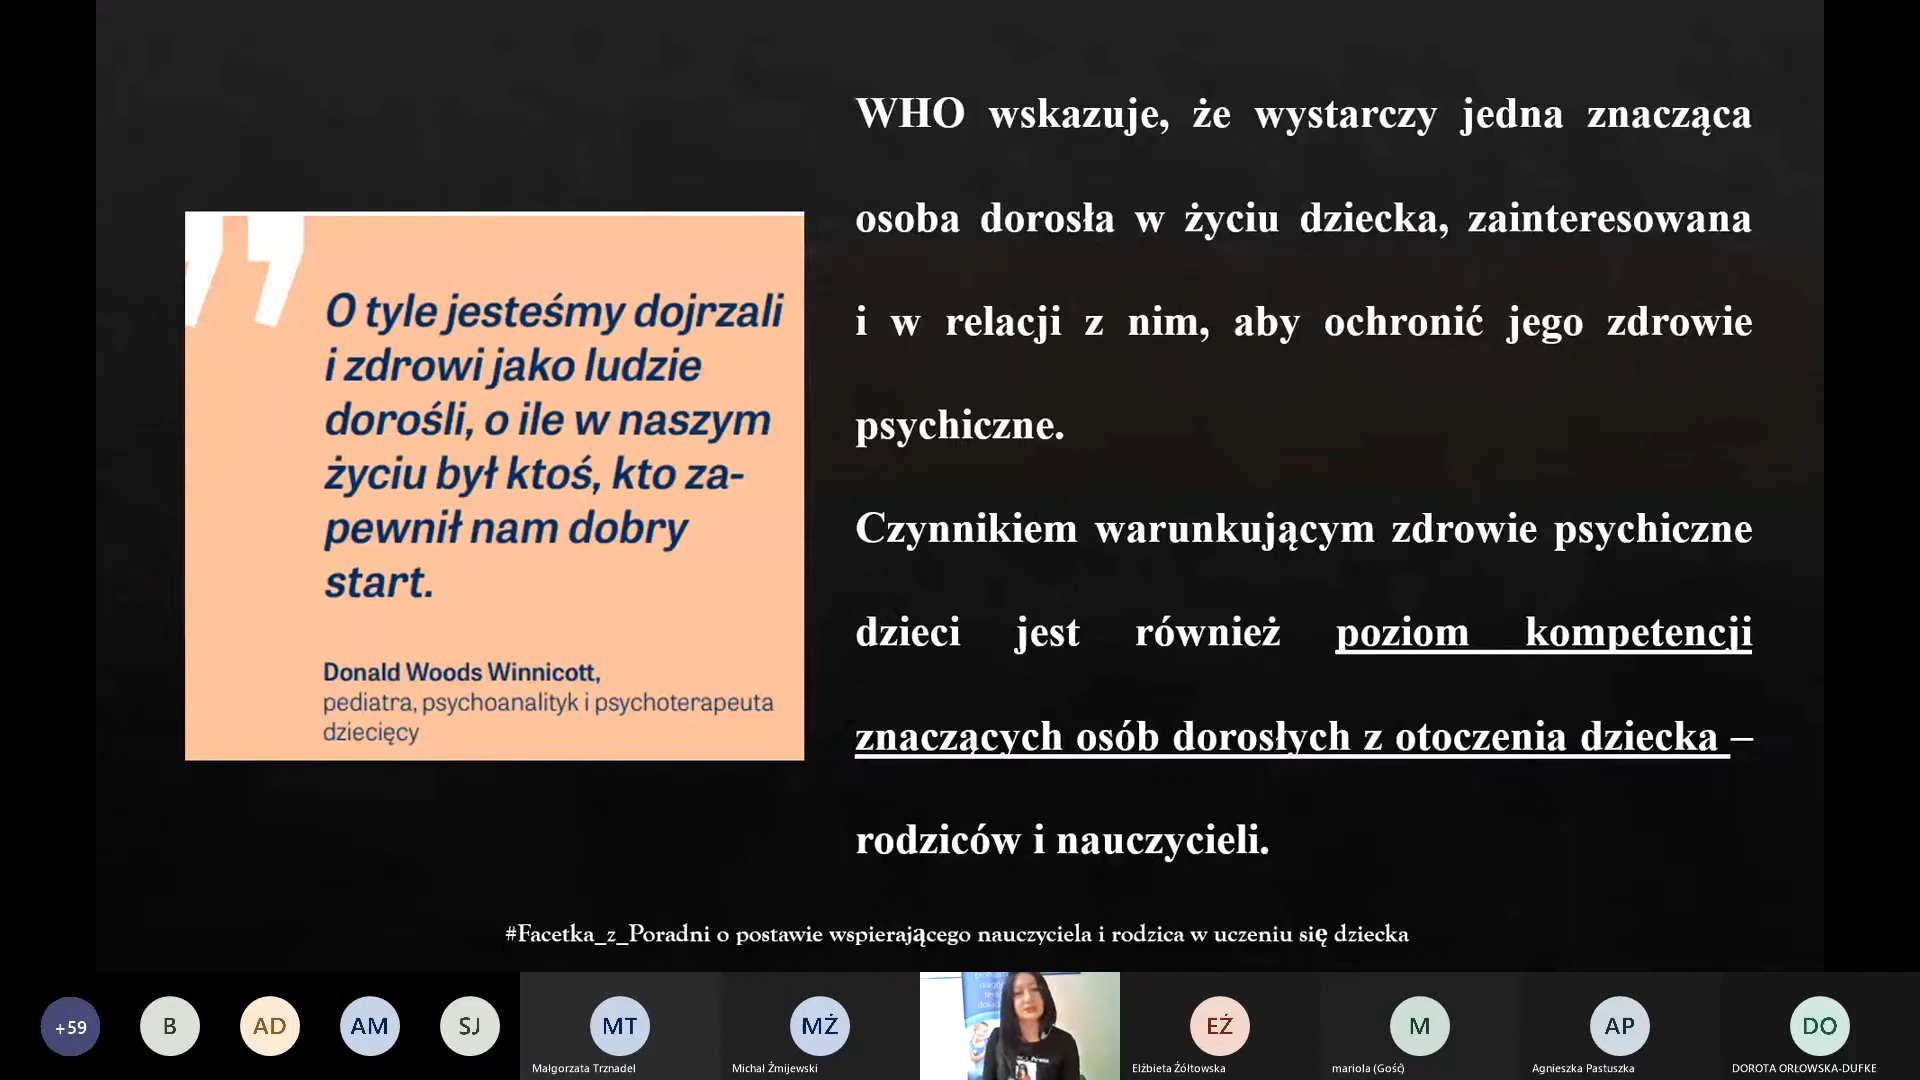 WHO wskazuje, że wystarczy jedna znacząca
osoba dorosła w życiu dziecka, zainteresowana
i w relacji z nim, aby ochronić jego zdrowie
psychiczne.
Czynnikiem warunkującym zdrowie psychiczne
dzieci jest również poziom kompetencji
znaczących osób dorosłych z otoczenia dziecka –
rodziców i nauczycieli.
O tyle jesteśmy dojrzali
i zdrowi jako ludzie
dorośli, o ile w naszym
życiu był ktoś, kto za-
pewnił nam dobry
start.
Donald Woods Winnicott,
pediatra, psychoanalityk i psychoterapeuta
dziecięcy
#Facetka_z_Poradni o postawie wspierającego nauczyciela i rodzica w uczeniu się dziecka
+59
B
AD
AM
SJ
MT
Małgorzata Trznadel
MŻ
Michał Żmijewski
EŻ
Elżbieta Żółtowska
M
mariola (Gość)
AP
Agnieszka Pastuszka
DO
DOROTA ORŁOWSKA-DUFKE